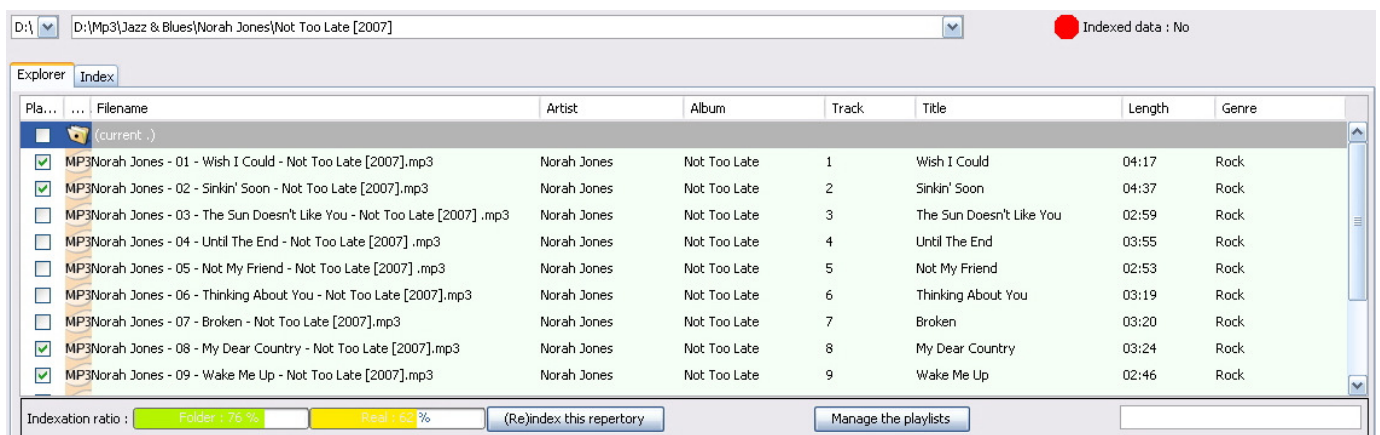 D:\ D:\Mp3\Jazz & Blues\Norah Jones\Not Too Late [2007] Indexed data : No
Explorer Index
Pla... ... Filename Artist Album Track Title Length Genre
(current .)
MP3 Norah Jones - 01 - Wish I Could - Not Too Late [2007].mp3 Norah Jones Not Too Late 1 Wish I Could 04:17 Rock
MP3 Norah Jones - 02 - Sinkin' Soon - Not Too Late [2007].mp3 Norah Jones Not Too Late 2 Sinkin' Soon 04:37 Rock
MP3 Norah Jones - 03 - The Sun Doesn't Like You - Not Too Late [2007] .mp3 Norah Jones Not Too Late 3 The Sun Doesn't Like You 02:59 Rock
MP3 Norah Jones - 04 - Until The End - Not Too Late [2007] .mp3 Norah Jones Not Too Late 4 Until The End 03:55 Rock
MP3 Norah Jones - 05 - Not My Friend - Not Too Late [2007] .mp3 Norah Jones Not Too Late 5 Not My Friend 02:53 Rock
MP3 Norah Jones - 06 - Thinking About You - Not Too Late [2007].mp3 Norah Jones Not Too Late 6 Thinking About You 03:19 Rock
MP3 Norah Jones - 07 - Broken - Not Too Late [2007].mp3 Norah Jones Not Too Late 7 Broken 03:20 Rock
MP3 Norah Jones - 08 - My Dear Country - Not Too Late [2007].mp3 Norah Jones Not Too Late 8 My Dear Country 03:24 Rock
MP3 Norah Jones - 09 - Wake Me Up - Not Too Late [2007].mp3 Norah Jones Not Too Late 9 Wake Me Up 02:46 Rock
Indexation ratio : Folder : 76 % Real : 62 % (Re)index this repertory Manage the playlists